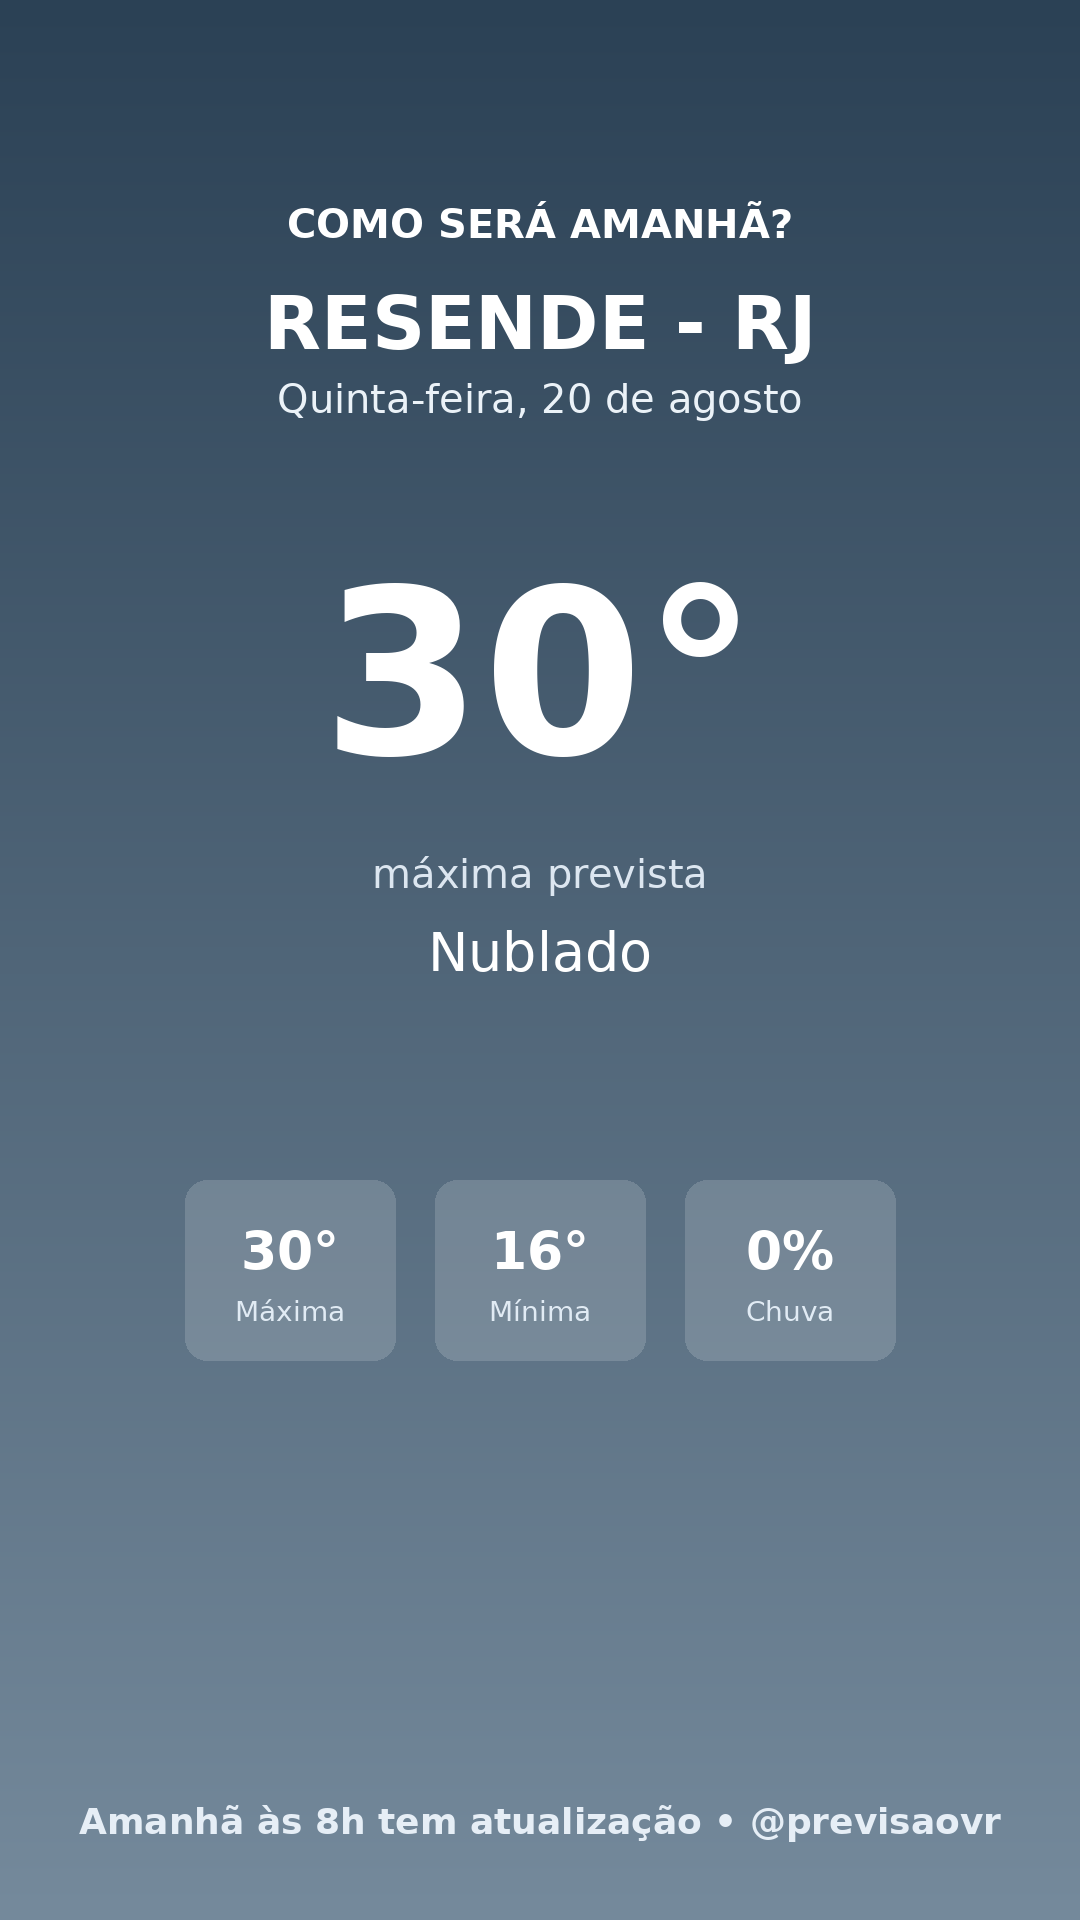 COMO SERÁ AMANHÃ?
RESENDE - RJ
Quinta-feira, 20 de agosto
30°
máxima prevista
Nublado
30° 16° 0%
Máxima Mínima Chuva
Amanhã às 8h tem atualização • @previsaovr